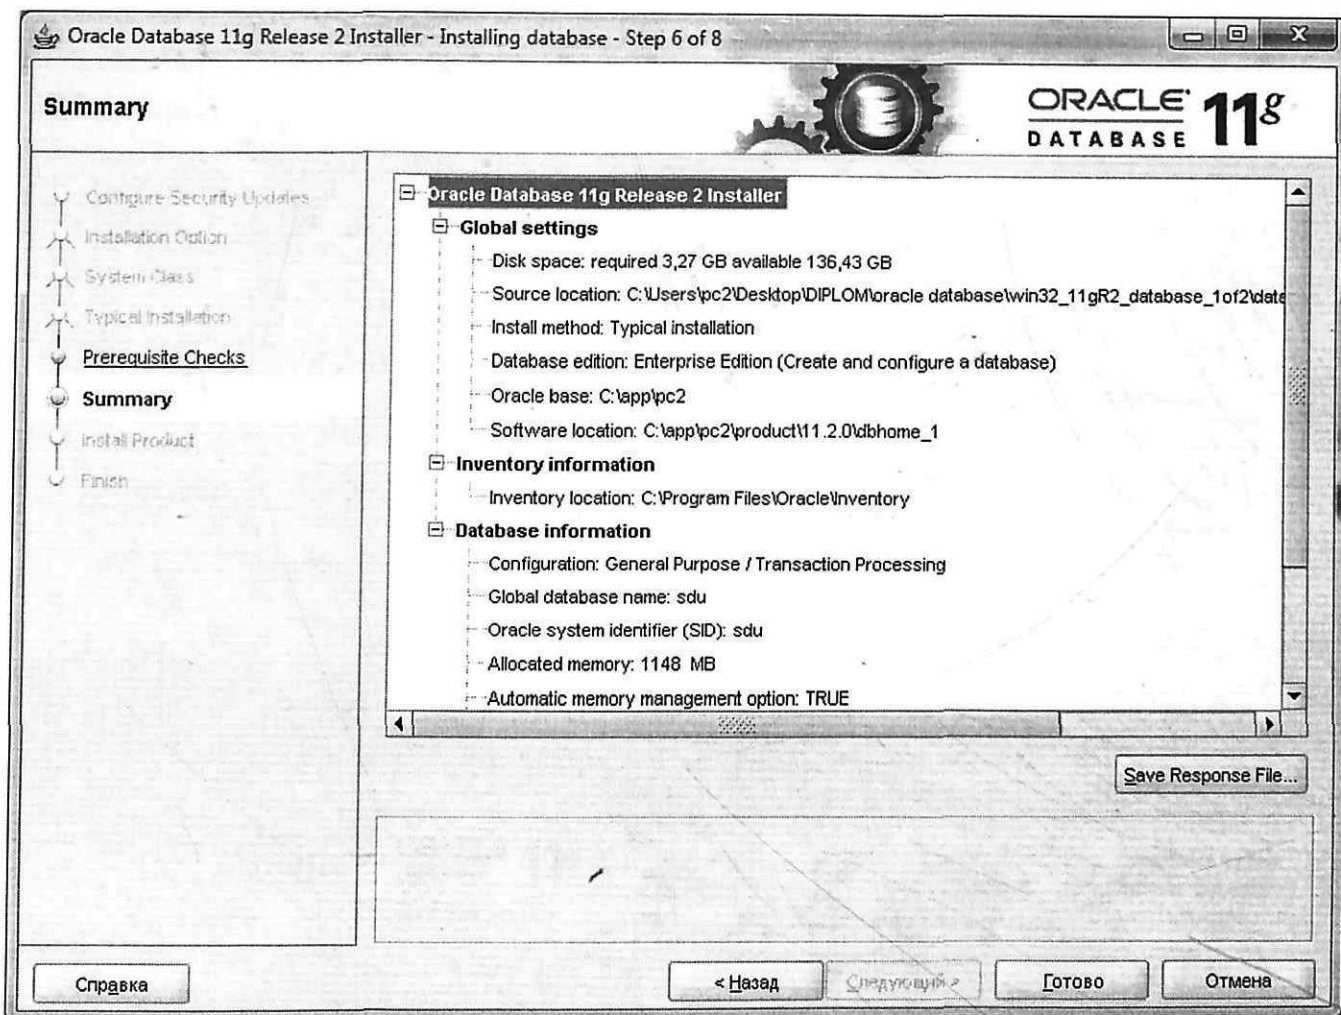 Oracle Database 11g Release 2 Installer - Installing database - Step 6 of 8
Summary
ORACLE 11g
DATABASE
Configure Security Updates
Installation Option
System Class
Typical Installation
Prerequisite Checks
Summary
Install Product
Finish
Oracle Database 11g Release 2 Installer
Global settings
Disk space: required 3,27 GB available 136,43 GB
Source location: C:\Users\pc2\Desktop\DIPLOM\oracle database\win32_11gR2_database_1of2\data
Install method: Typical installation
Database edition: Enterprise Edition (Create and configure a database)
Oracle base: C:\app\pc2
Software location: C:\app\pc2\product\11.2.0\dbhome_1
Inventory information
Inventory location: C:\Program Files\Oracle\Inventory
Database information
Configuration: General Purpose / Transaction Processing
Global database name: sdu
Oracle system identifier (SID): sdu
Allocated memory: 1148 MB
Automatic memory management option: TRUE
Save Response File...
Справка
< Назад
Следующий >
Готово
Отмена